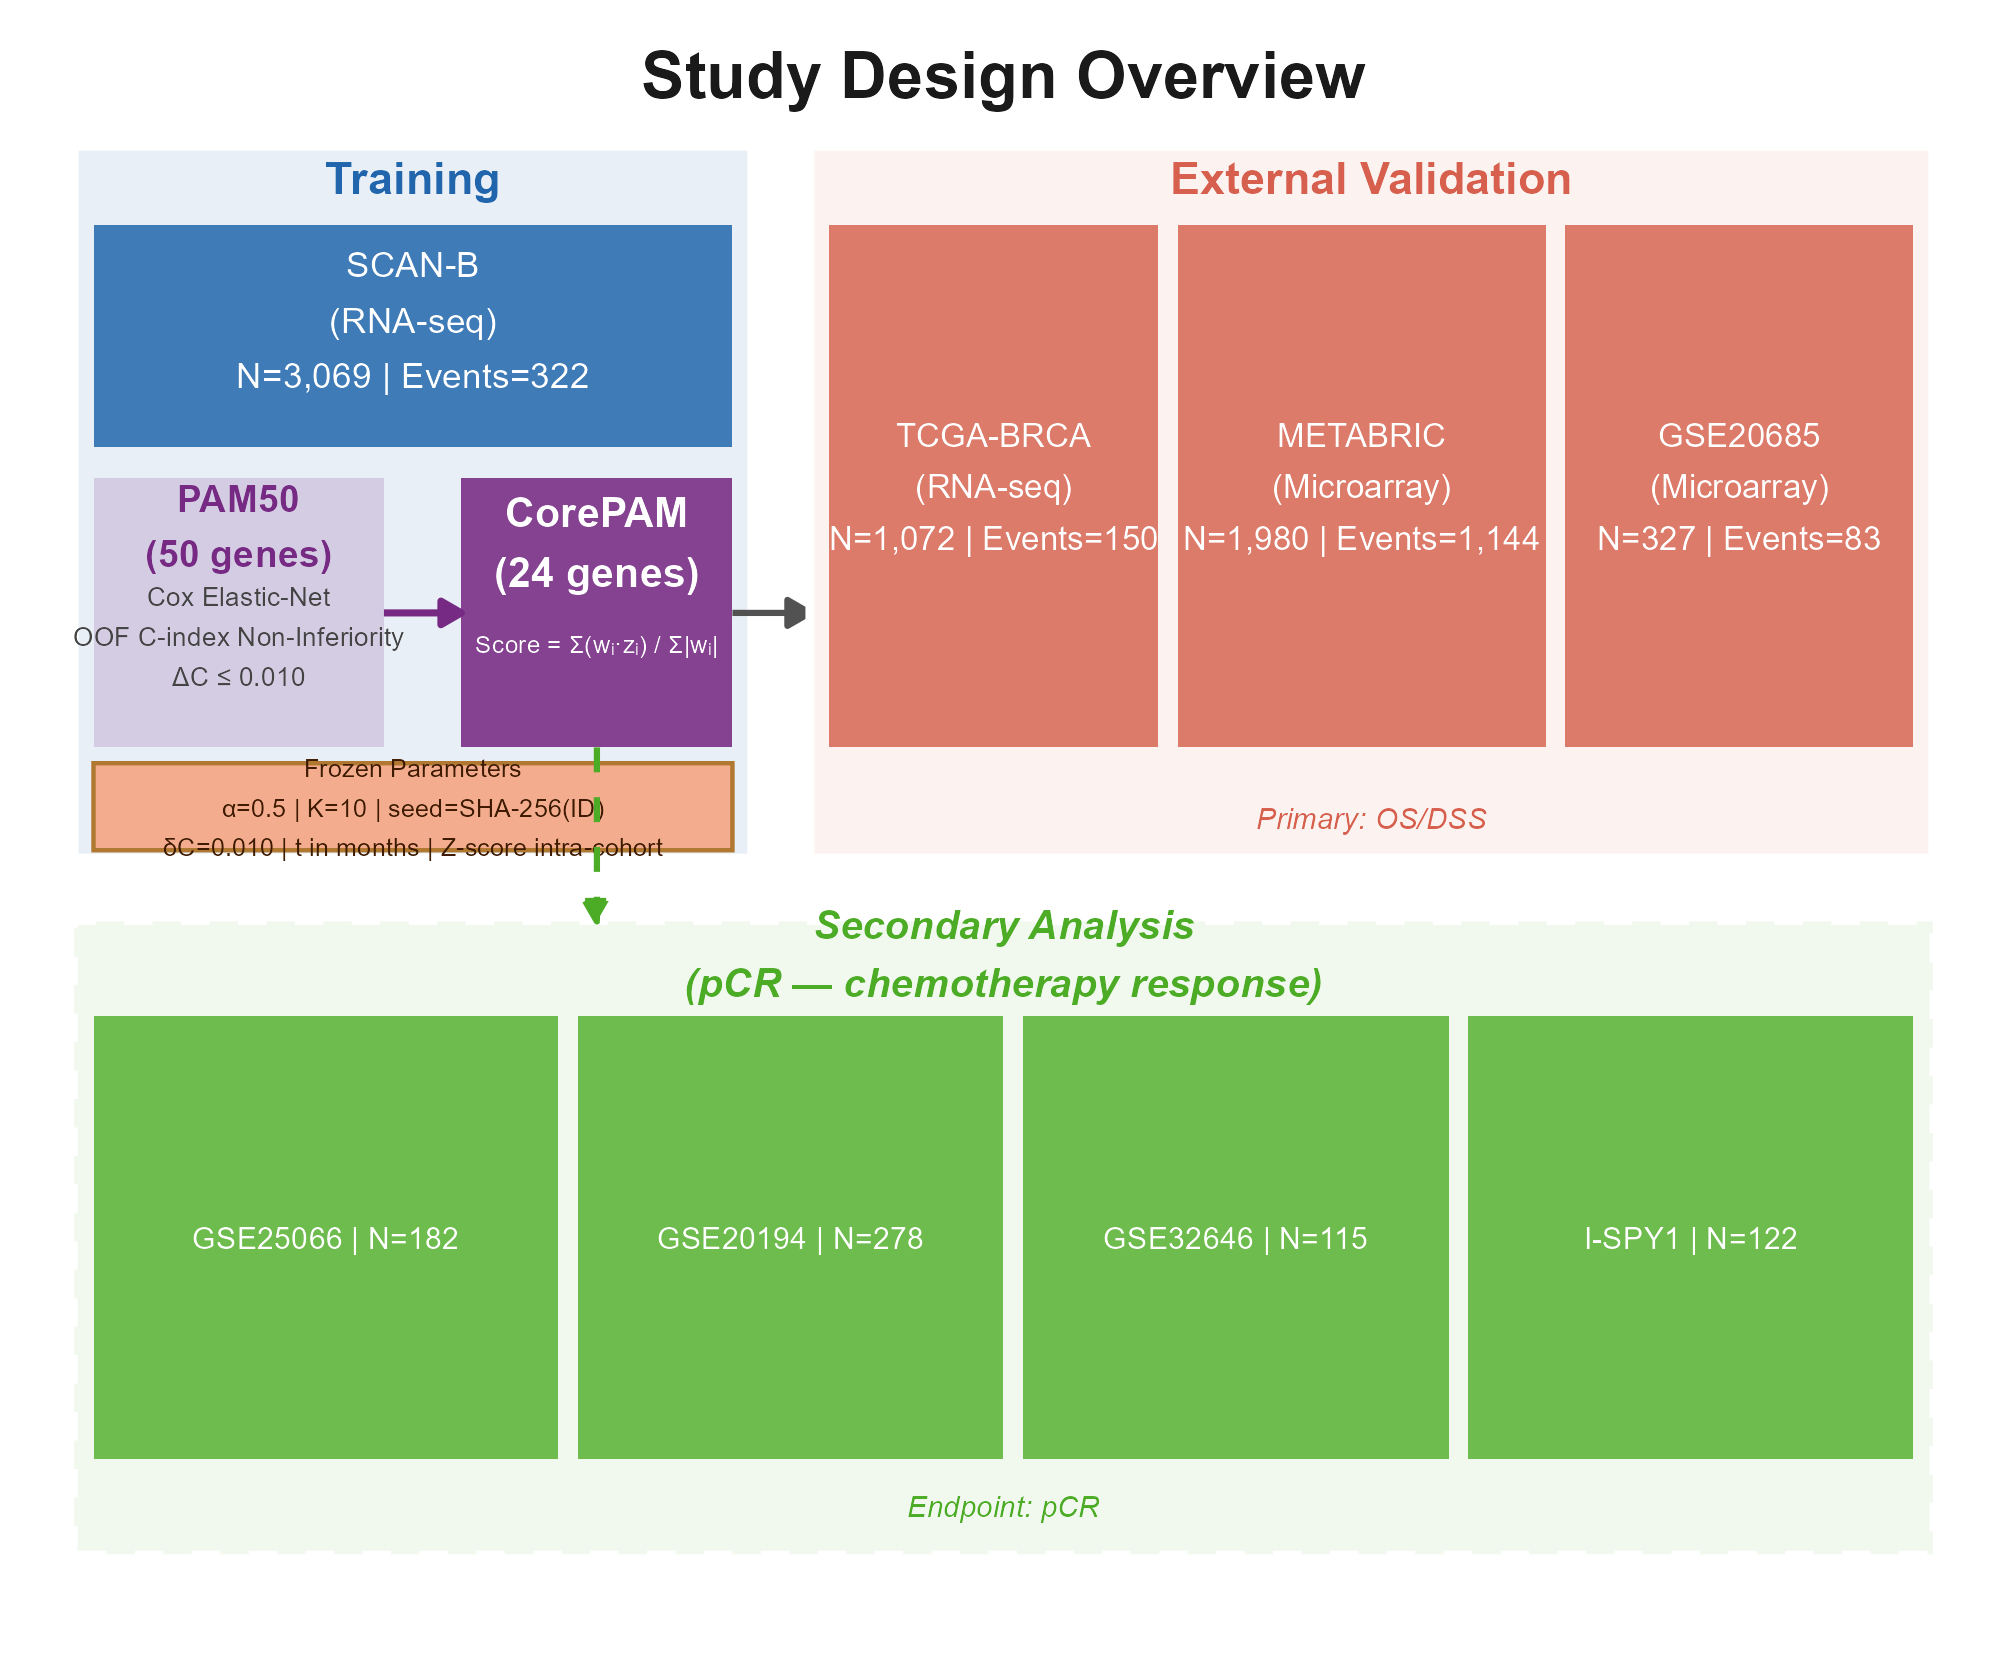 Study Design Overview
Training
SCAN-B
(RNA-seq)
N=3,069 | Events=322
PAM50
(50 genes)
Cox Elastic-Net
OOF C-index Non-Inferiority
ΔC ≤ 0.010
CorePAM
(24 genes)
Score = Σ(wᵢ·zᵢ) / Σ|wᵢ|
Frozen Parameters
α=0.5 | K=10 | seed=SHA-256(ID)
δC=0.010 | t in months | Z-score intra-cohort
External Validation
TCGA-BRCA
(RNA-seq)
N=1,072 | Events=150
METABRIC
(Microarray)
N=1,980 | Events=1,144
GSE20685
(Microarray)
N=327 | Events=83
Primary: OS/DSS
Secondary Analysis
(pCR — chemotherapy response)
GSE25066 | N=182
GSE20194 | N=278
GSE32646 | N=115
I-SPY1 | N=122
Endpoint: pCR